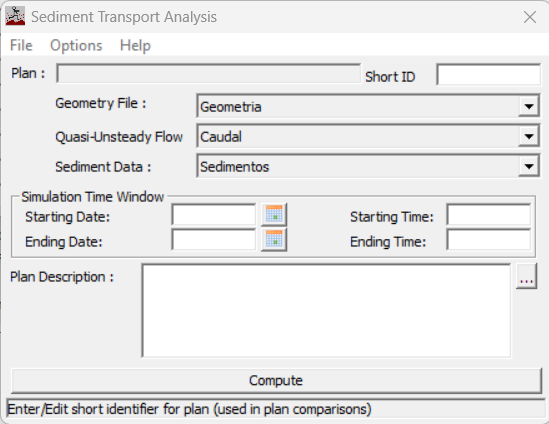 Sediment Transport Analysis
File Options Help
Plan : Short ID
Geometry File : Geometria
Quasi-Unsteady Flow Caudal
Sediment Data : Sedimentos
Simulation Time Window
Starting Date: Starting Time:
Ending Date: Ending Time:
Plan Description : ...
Compute
Enter/Edit short identifier for plan (used in plan comparisons)